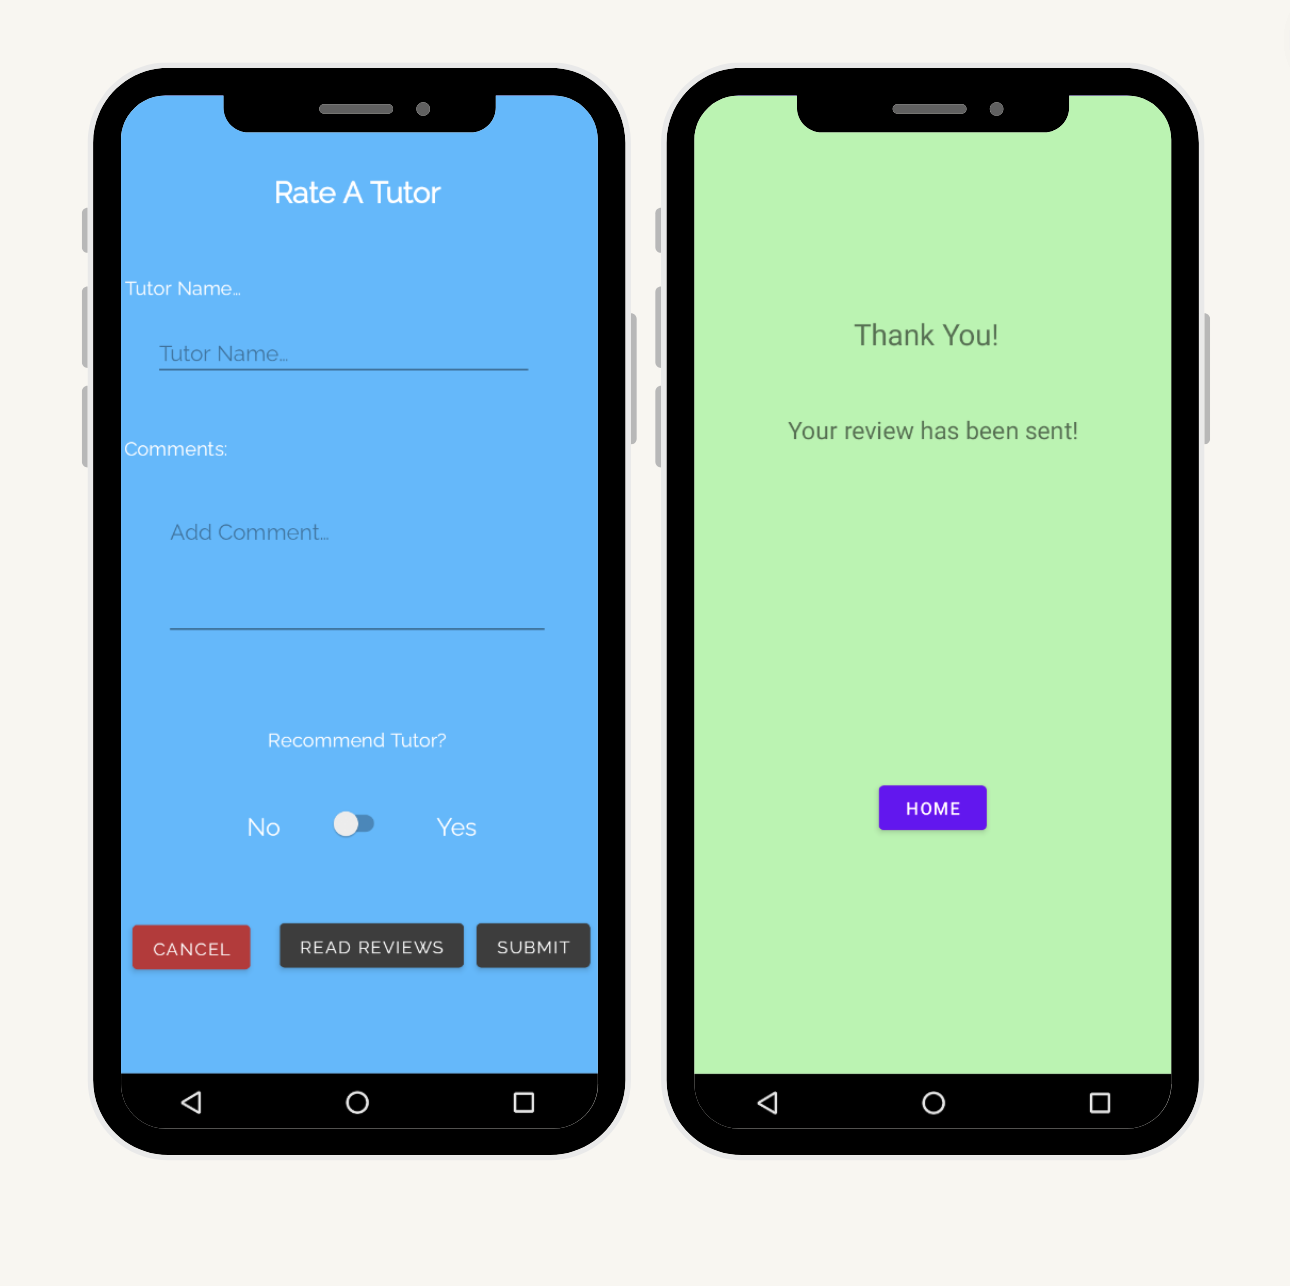 Rate A Tutor
Tutor Name...
Tutor Name...
Comments:
Add Comment...
Recommend Tutor?
No Yes
CANCEL READ REVIEWS SUBMIT
Thank You!
Your review has been sent!
HOME